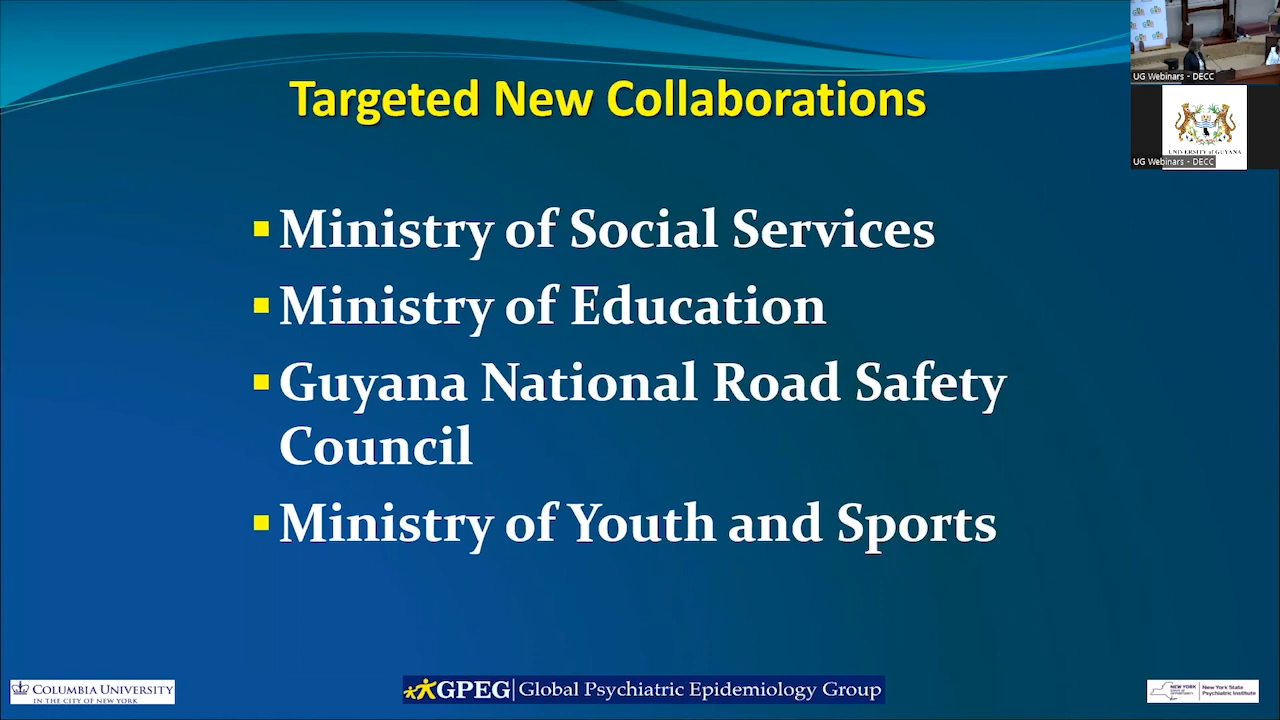 Targeted New Collaborations
UG Webinars - DECC
UNIVERSITY of GUYANA
UG Webinars - DECC
Ministry of Social Services
Ministry of Education
Guyana National Road Safety
Council
Ministry of Youth and Sports
COLUMBIA UNIVERSITY
IN THE CITY OF NEW YORK
GPEG Global Psychiatric Epidemiology Group
NEW YORK
New York State
Psychiatric Institute